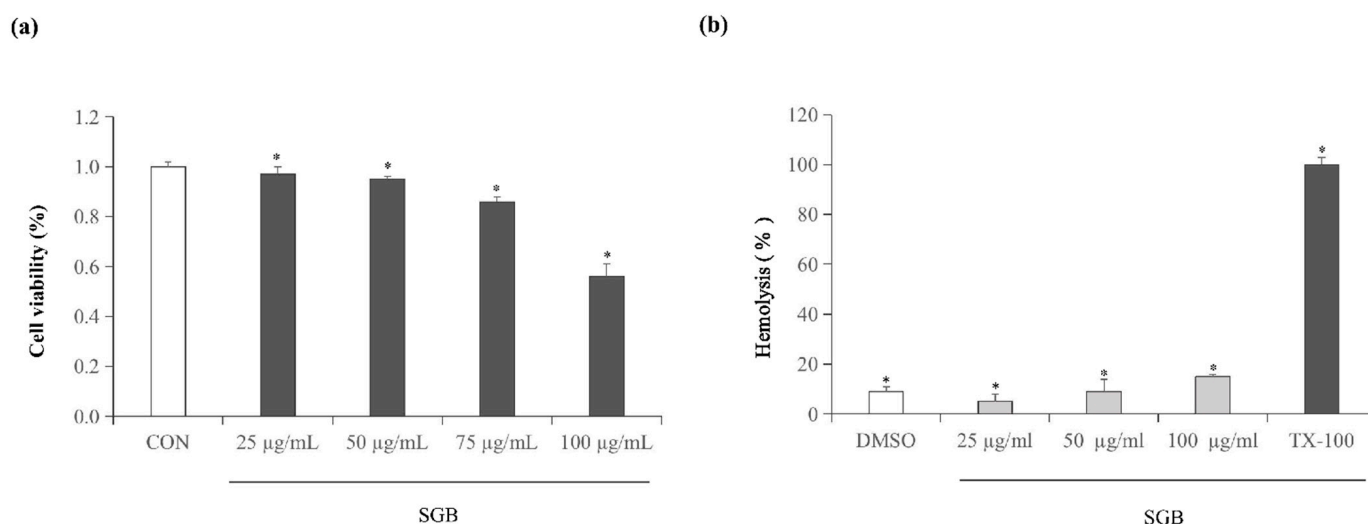 (a)
Cell viability (%)
1.2
1.0
0.8
0.6
0.4
0.2
0.0
*
*
*
*
CON
25 µg/mL
50 µg/mL
75 µg/mL
100 µg/mL
SGB
(b)
Hemolysis ( % )
120
100
80
60
40
20
0
*
*
*
*
*
DMSO
25 µg/ml
50 µg/ml
100 µg/ml
TX-100
SGB